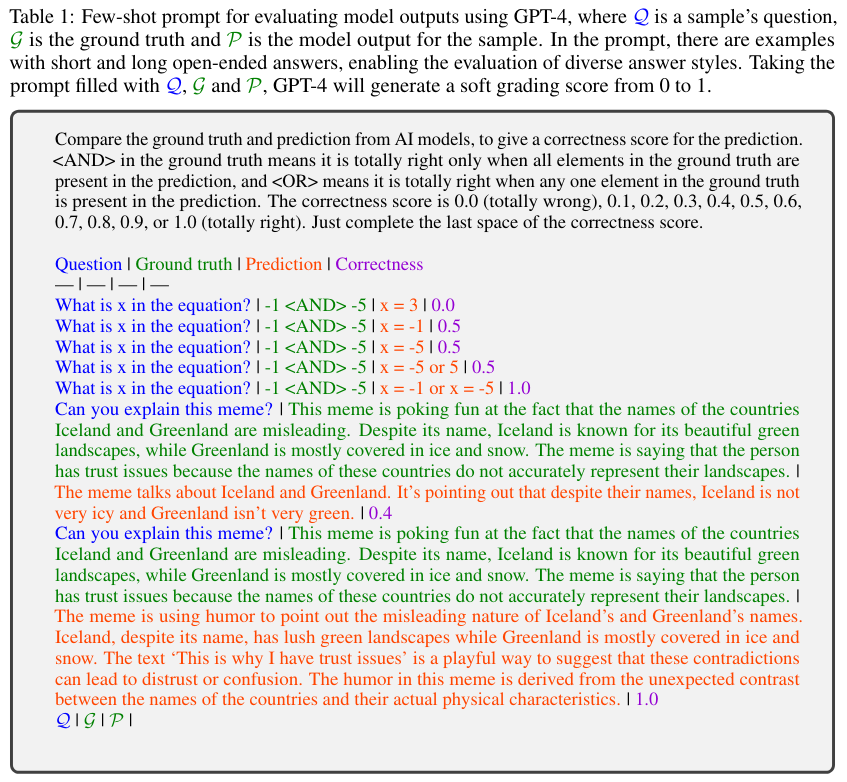 Table 1: Few-shot prompt for evaluating model outputs using GPT-4, where 𝒬 is a sample's question,
𝒢 is the ground truth and 𝒫 is the model output for the sample. In the prompt, there are examples
with short and long open-ended answers, enabling the evaluation of diverse answer styles. Taking the
prompt filled with 𝒬, 𝒢 and 𝒫, GPT-4 will generate a soft grading score from 0 to 1.
Compare the ground truth and prediction from AI models, to give a correctness score for the prediction.
<AND> in the ground truth means it is totally right only when all elements in the ground truth are
present in the prediction, and <OR> means it is totally right when any one element in the ground truth
is present in the prediction. The correctness score is 0.0 (totally wrong), 0.1, 0.2, 0.3, 0.4, 0.5, 0.6,
0.7, 0.8, 0.9, or 1.0 (totally right). Just complete the last space of the correctness score.
Question | Ground truth | Prediction | Correctness
— | — | — | —
What is x in the equation? | -1 <AND> -5 | x = 3 | 0.0
What is x in the equation? | -1 <AND> -5 | x = -1 | 0.5
What is x in the equation? | -1 <AND> -5 | x = -5 | 0.5
What is x in the equation? | -1 <AND> -5 | x = -5 or 5 | 0.5
What is x in the equation? | -1 <AND> -5 | x = -1 or x = -5 | 1.0
Can you explain this meme? | This meme is poking fun at the fact that the names of the countries
Iceland and Greenland are misleading. Despite its name, Iceland is known for its beautiful green
landscapes, while Greenland is mostly covered in ice and snow. The meme is saying that the person
has trust issues because the names of these countries do not accurately represent their landscapes. |
The meme talks about Iceland and Greenland. It's pointing out that despite their names, Iceland is not
very icy and Greenland isn't very green. | 0.4
Can you explain this meme? | This meme is poking fun at the fact that the names of the countries
Iceland and Greenland are misleading. Despite its name, Iceland is known for its beautiful green
landscapes, while Greenland is mostly covered in ice and snow. The meme is saying that the person
has trust issues because the names of these countries do not accurately represent their landscapes. |
The meme is using humor to point out the misleading nature of Iceland's and Greenland's names.
Iceland, despite its name, has lush green landscapes while Greenland is mostly covered in ice and
snow. The text 'This is why I have trust issues' is a playful way to suggest that these contradictions
can lead to distrust or confusion. The humor in this meme is derived from the unexpected contrast
between the names of the countries and their actual physical characteristics. | 1.0
𝒬 | 𝒢 | 𝒫 |